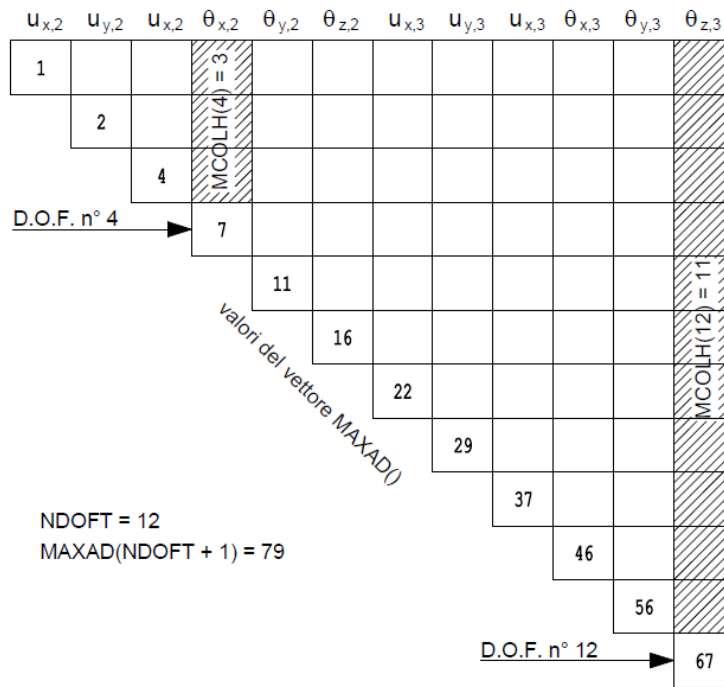 u x,2 u y,2 u x,2 θ x,2 θ y,2 θ z,2 u x,3 u y,3 u x,3 θ x,3 θ y,3 θ z,3
1
MCOLH(4) = 3
2
4
D.O.F. n° 4
7
11
MCOLH(12) = 11
valori del vettore MAXAD()
16
22
29
37
NDOFT = 12
MAXAD(NDOFT + 1) = 79
46
56
D.O.F. n° 12
67